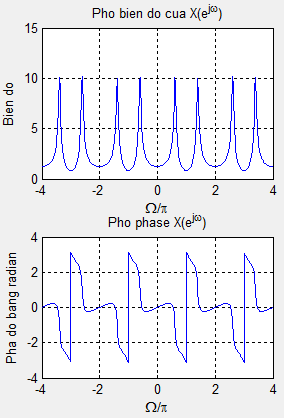 Pho bien do cua X(e^jω)
Bien do
15
10
5
0
-4 -2 0 2 4
Ω/π
Pho phase X(e^jω)
Pha do bang radian
4
2
0
-2
-4
-4 -2 0 2 4
Ω/π